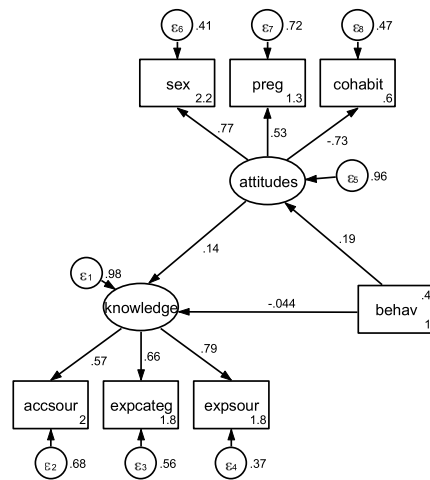 ε6 .41 ε7 .72 ε8 .47
sex 2.2 preg 1.3 cohabit .6
.77 .53 -.73
attitudes ε5 .96
.14 .19
ε1 .98
knowledge -.044 behav .4
1
.57 .66 .79
accsour 2 expcateg 1.8 expsour 1.8
ε2 .68 ε3 .56 ε4 .37